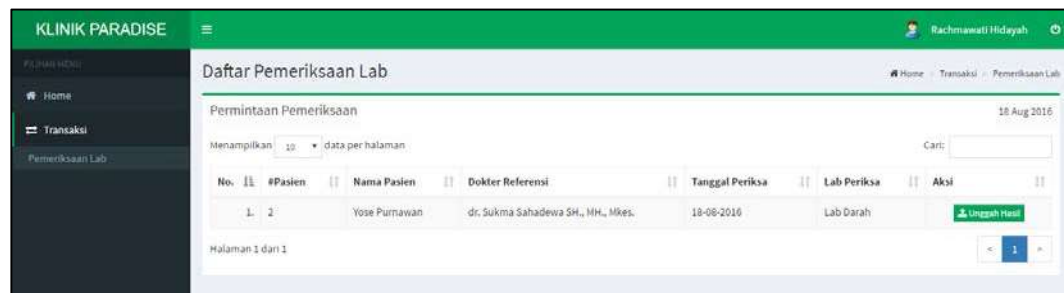 KLINIK PARADISE
Rachmawati Hidayah
PILIHAN MENU
Home
Transaksi
Pemeriksaan Lab
Daftar Pemeriksaan Lab
Home > Transaksi > Pemeriksaan Lab
Permintaan Pemeriksaan
18 Aug 2016
Menampilkan 10 data per halaman
Cari:
No. #Pasien Nama Pasien Dokter Referensi Tanggal Periksa Lab Periksa Aksi
1. 2 Yose Purnawan dr. Sukma Sahadewa SH., MH., Mkes. 18-08-2016 Lab Darah Unggah Hasil
Halaman 1 dari 1
< 1 >